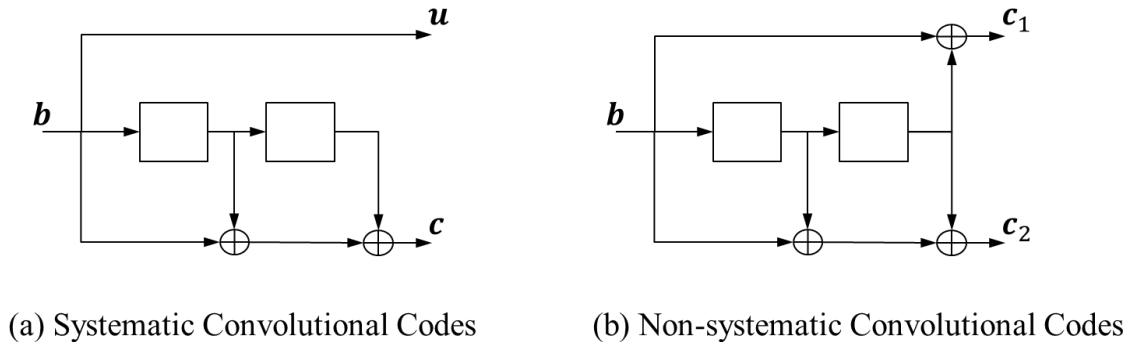 u
b
c
(a) Systematic Convolutional Codes
c1
b
c2
(b) Non-systematic Convolutional Codes